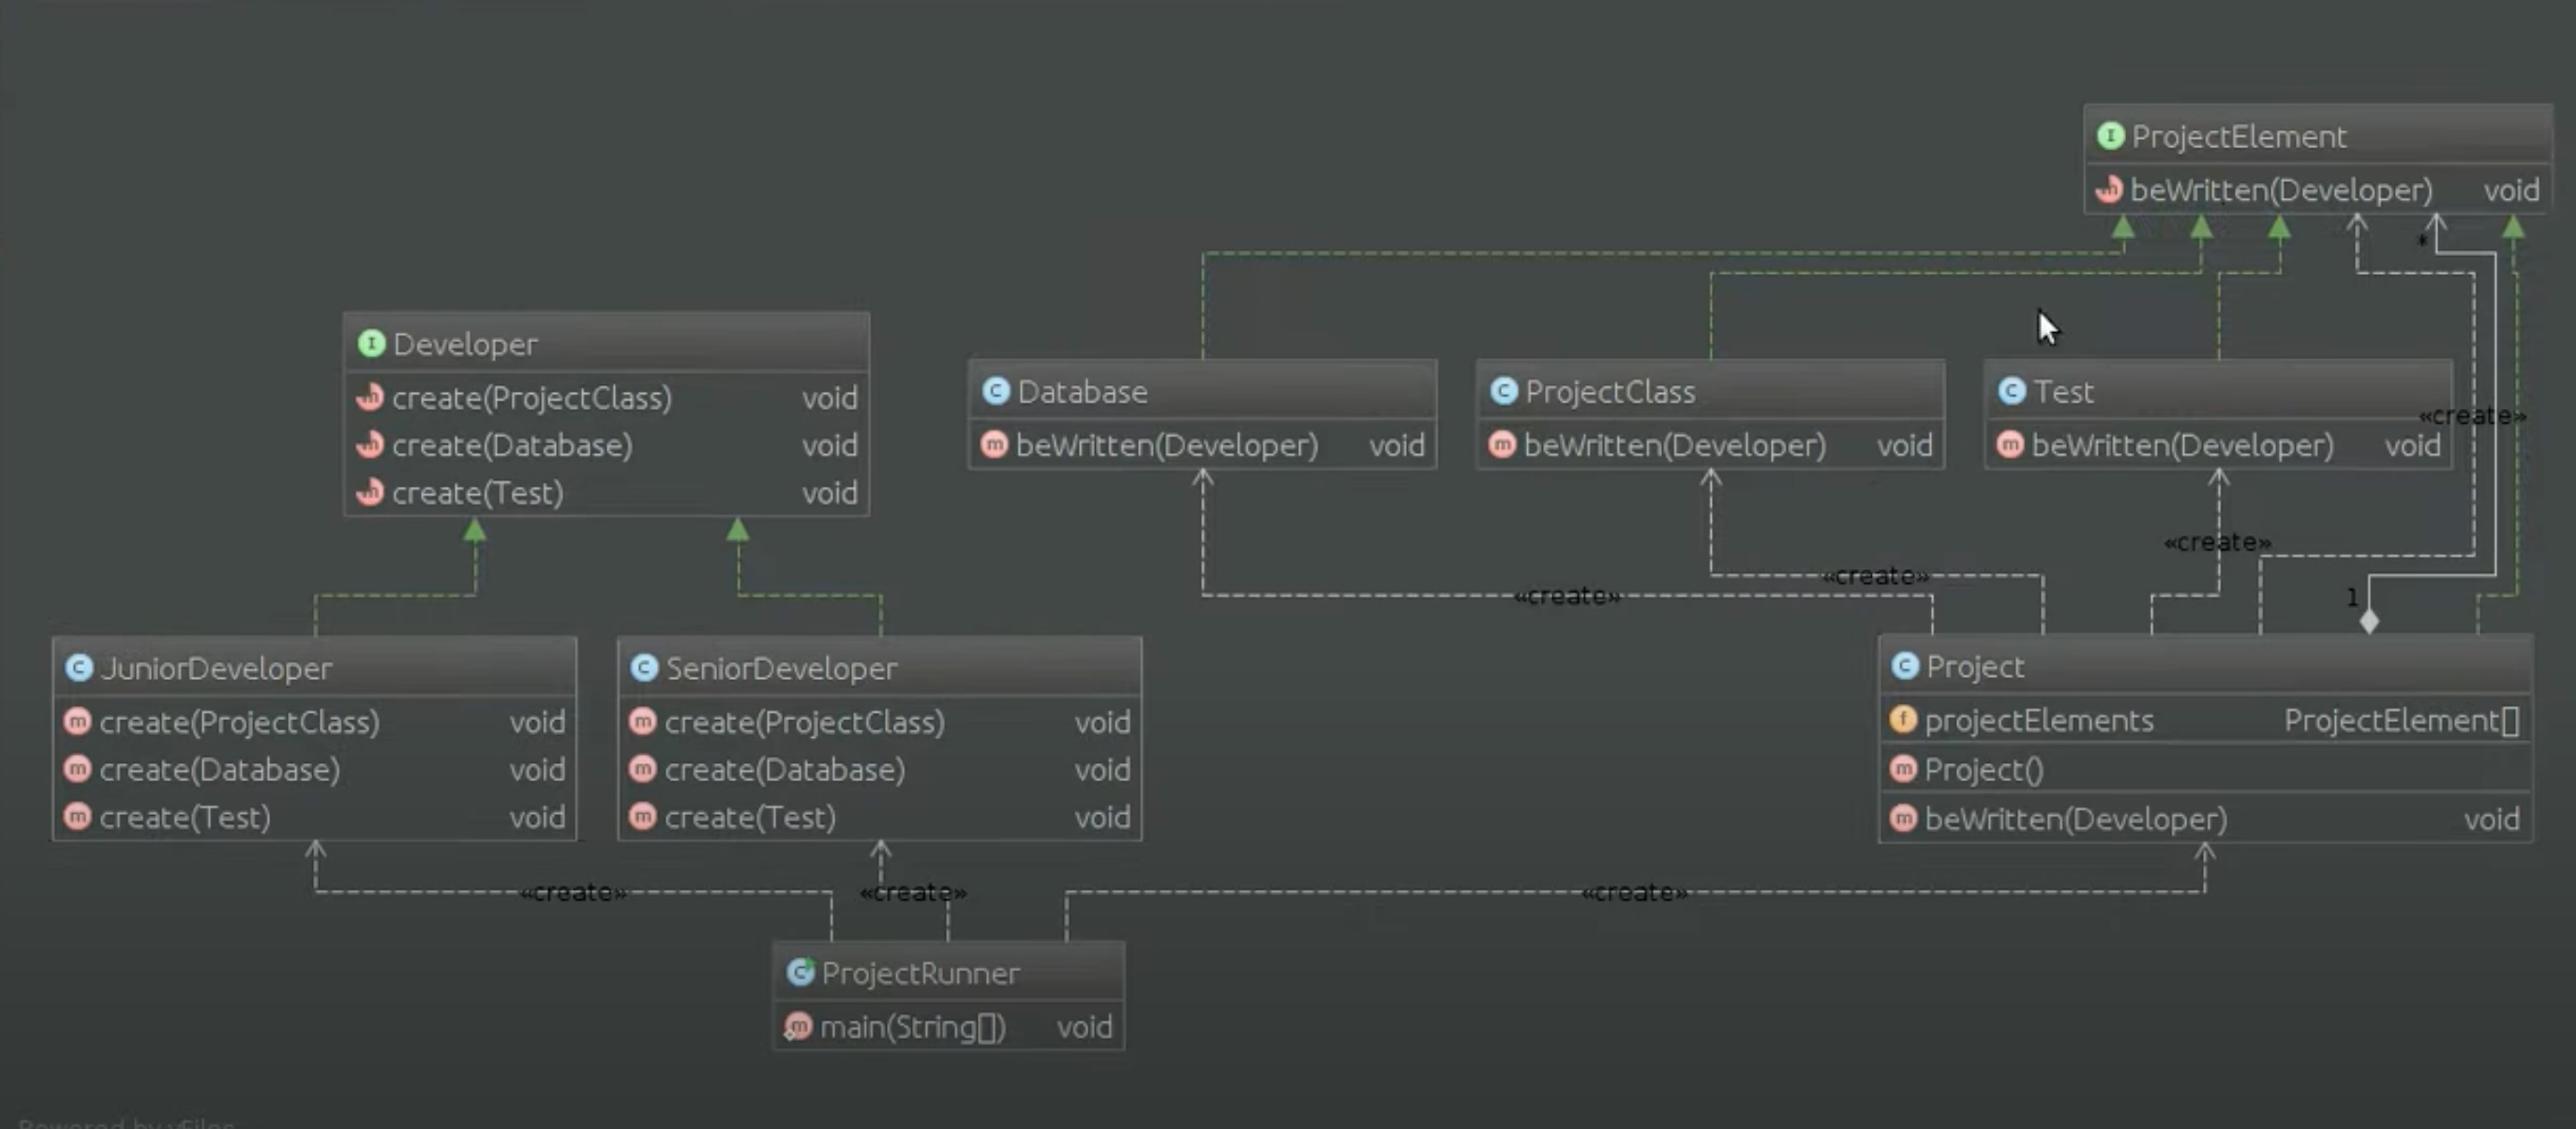 ProjectElement
beWritten(Developer) void
*
Developer
create(ProjectClass) void
create(Database) void
create(Test) void
Database
beWritten(Developer) void
ProjectClass
beWritten(Developer) void
Test
beWritten(Developer) void
«create»
«create»
«create»
«create»
1
JuniorDeveloper
create(ProjectClass) void
create(Database) void
create(Test) void
SeniorDeveloper
create(ProjectClass) void
create(Database) void
create(Test) void
Project
projectElements ProjectElement[]
Project()
beWritten(Developer) void
«create»
«create»
«create»
ProjectRunner
main(String[]) void
Powered by yFiles